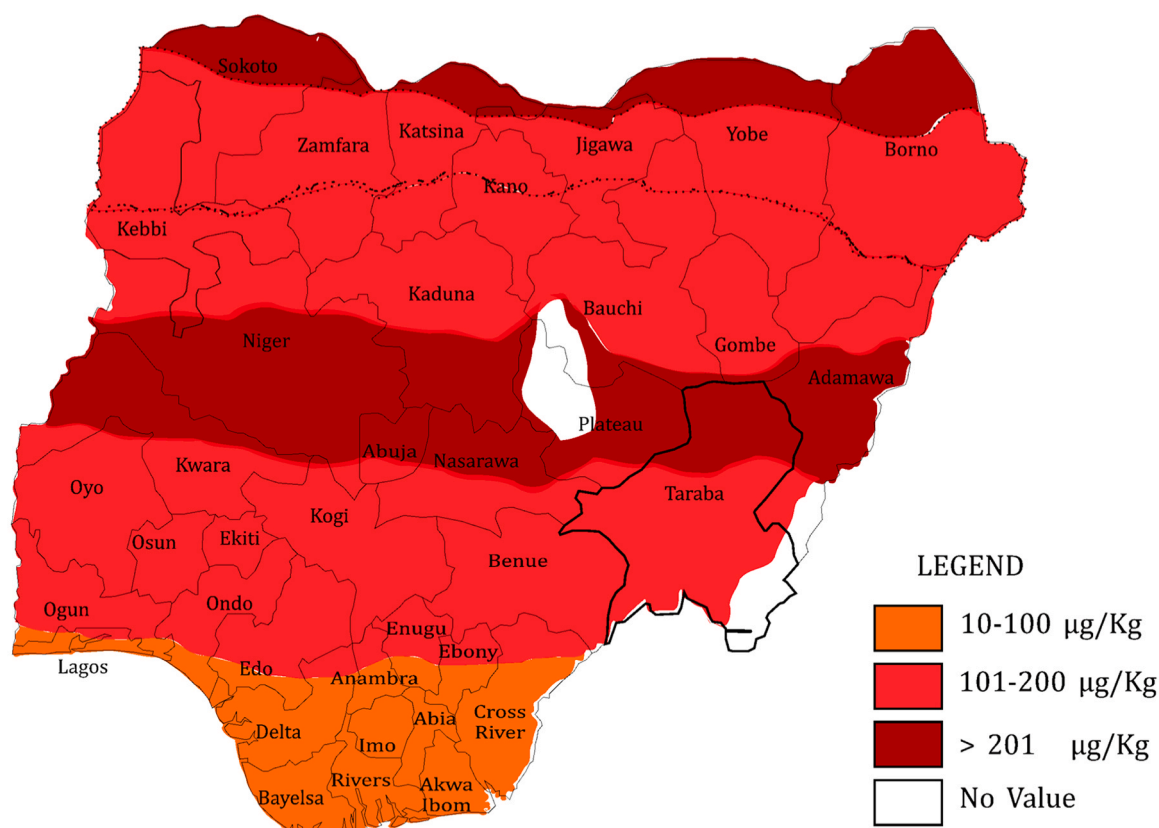 Sokoto
Zamfara
Katsina
Jigawa
Yobe
Borno
Kano
Kebbi
Kaduna
Bauchi
Niger
Gombe
Adamawa
Plateau
Abuja
Nasarawa
Kwara
Oyo
Taraba
Kogi
Osun
Ekiti
Benue
Ogun
Ondo
Enugu
Ebony
Lagos
Edo
Anambra
Delta
Imo
Abia
Cross
River
Bayelsa
Rivers
Akwa
Ibom
LEGEND
10-100 µg/Kg
101-200 µg/Kg
> 201 µg/Kg
No Value